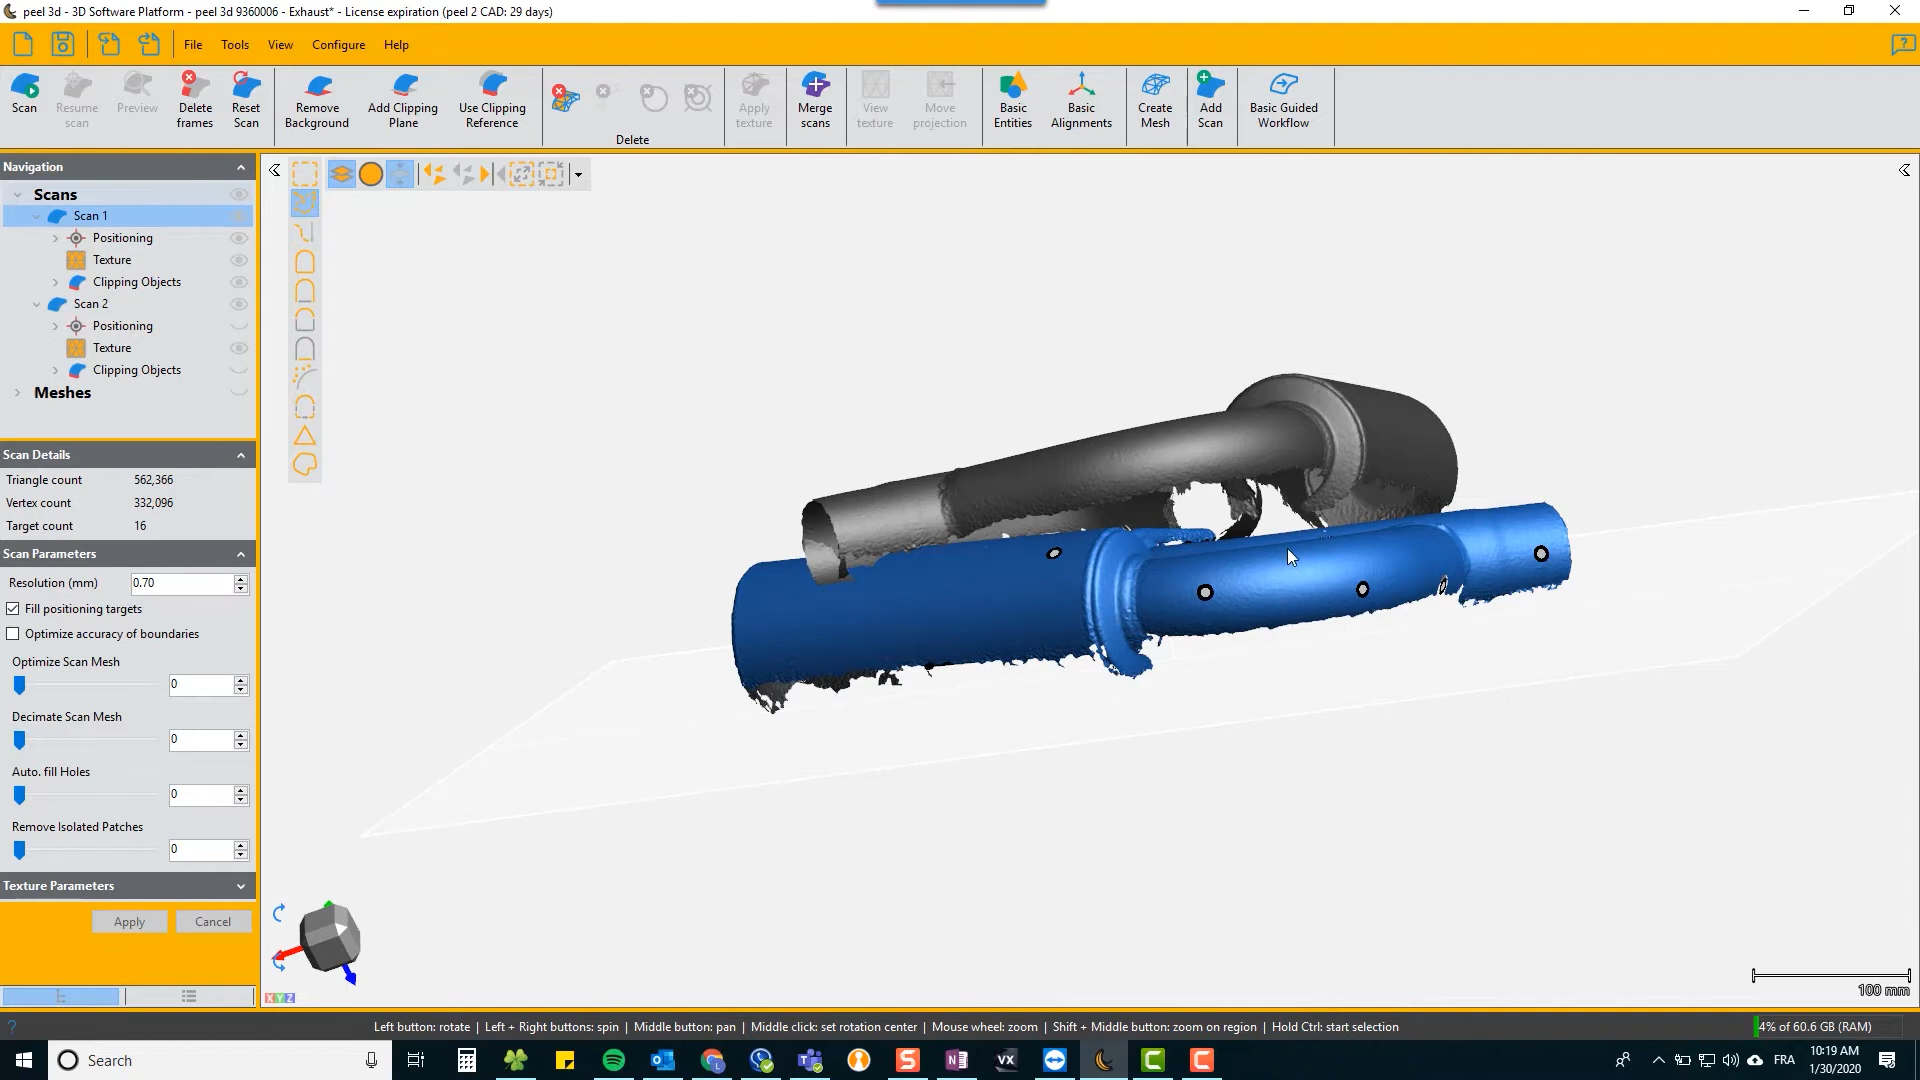 peel 3d - 3D Software Platform - peel 3d 9360006 - Exhaust* - License expiration (peel 2 CAD: 29 days)
File Tools View Configure Help
Scan
Resume scan
Preview
Delete frames
Reset Scan
Remove Background
Add Clipping Plane
Use Clipping Reference
Delete
Apply texture
Merge scans
View texture
Move projection
Basic Entities
Basic Alignments
Create Mesh
Add Scan
Basic Guided Workflow
Navigation
Scans
Scan 1
Positioning
Texture
Clipping Objects
Scan 2
Positioning
Texture
Clipping Objects
Meshes
Scan Details
Triangle count 562,366
Vertex count 332,096
Target count 16
Scan Parameters
Resolution (mm) 0.70
Fill positioning targets
Optimize accuracy of boundaries
Optimize Scan Mesh
0
Decimate Scan Mesh
0
Auto. fill Holes
0
Remove Isolated Patches
0
Texture Parameters
Apply Cancel
XYZ
100 mm
Left button: rotate | Left + Right buttons: spin | Middle button: pan | Middle click: set rotation center | Mouse wheel: zoom | Shift + Middle button: zoom on region | Hold Ctrl: start selection
4% of 60.6 GB (RAM)
Search
FRA
10:19 AM
1/30/2020